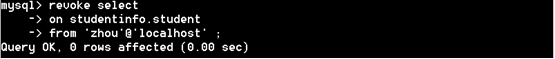 mysql> revoke select
    -> on studentinfo.student
    -> from 'zhou'@'localhost' ;
Query OK, 0 rows affected (0.00 sec)